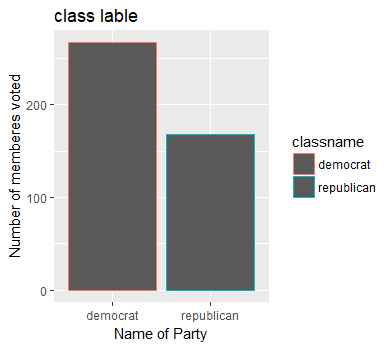 class lable
Number of memberes voted
200
100
0
democrat republican
Name of Party
classname
democrat
republican